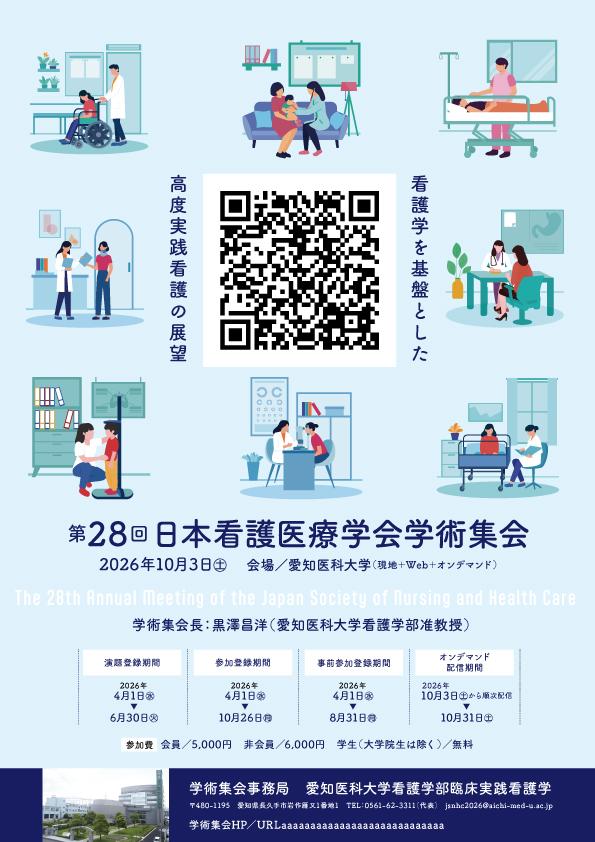 看護学を基盤とした
高度実践看護の展望
第28回 日本看護医療学会学術集会
2026年10月3日㊏ 会場／愛知医科大学（現地＋Web＋オンデマンド）
The 28th Annual Meeting of the Japan Society of Nursing and Health Care
学術集会長：黒澤昌洋（愛知医科大学看護学部准教授）
演題登録期間
2026年
4月1日㊌
▼
6月30日㊋
参加登録期間
2026年
4月1日㊌
▼
10月26日㊊
事前参加登録期間
2026年
4月1日㊌
▼
8月31日㊊
オンデマンド
配信期間
2026年
10月3日㊏から順次配信
▼
10月31日㊏
参加費 会員／5,000円 非会員／6,000円 学生（大学院生は除く）／無料
学術集会事務局 愛知医科大学看護学部臨床実践看護学
〒480-1195 愛知県長久手市岩作雁又1番地1 TEL：0561-62-3311（代表） jsnhc2026@aichi-med-u.ac.jp
学術集会HP／URLaaaaaaaaaaaaaaaaaaaaaaaaaaaa